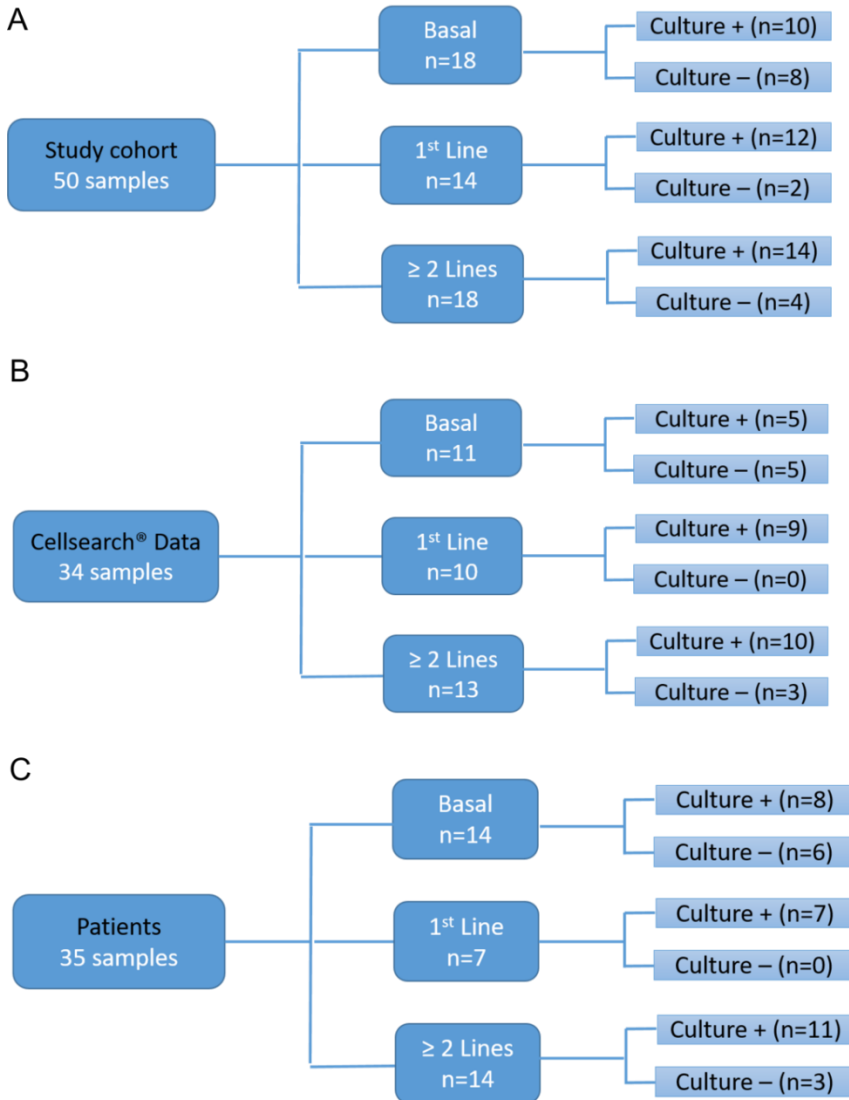 A
Study cohort
50 samples
Basal
n=18
Culture + (n=10)
Culture – (n=8)
1st Line
n=14
Culture + (n=12)
Culture – (n=2)
≥ 2 Lines
n=18
Culture + (n=14)
Culture – (n=4)
B
Cellsearch® Data
34 samples
Basal
n=11
Culture + (n=5)
Culture – (n=5)
1st Line
n=10
Culture + (n=9)
Culture – (n=0)
≥ 2 Lines
n=13
Culture + (n=10)
Culture – (n=3)
C
Patients
35 samples
Basal
n=14
Culture + (n=8)
Culture – (n=6)
1st Line
n=7
Culture + (n=7)
Culture – (n=0)
≥ 2 Lines
n=14
Culture + (n=11)
Culture – (n=3)